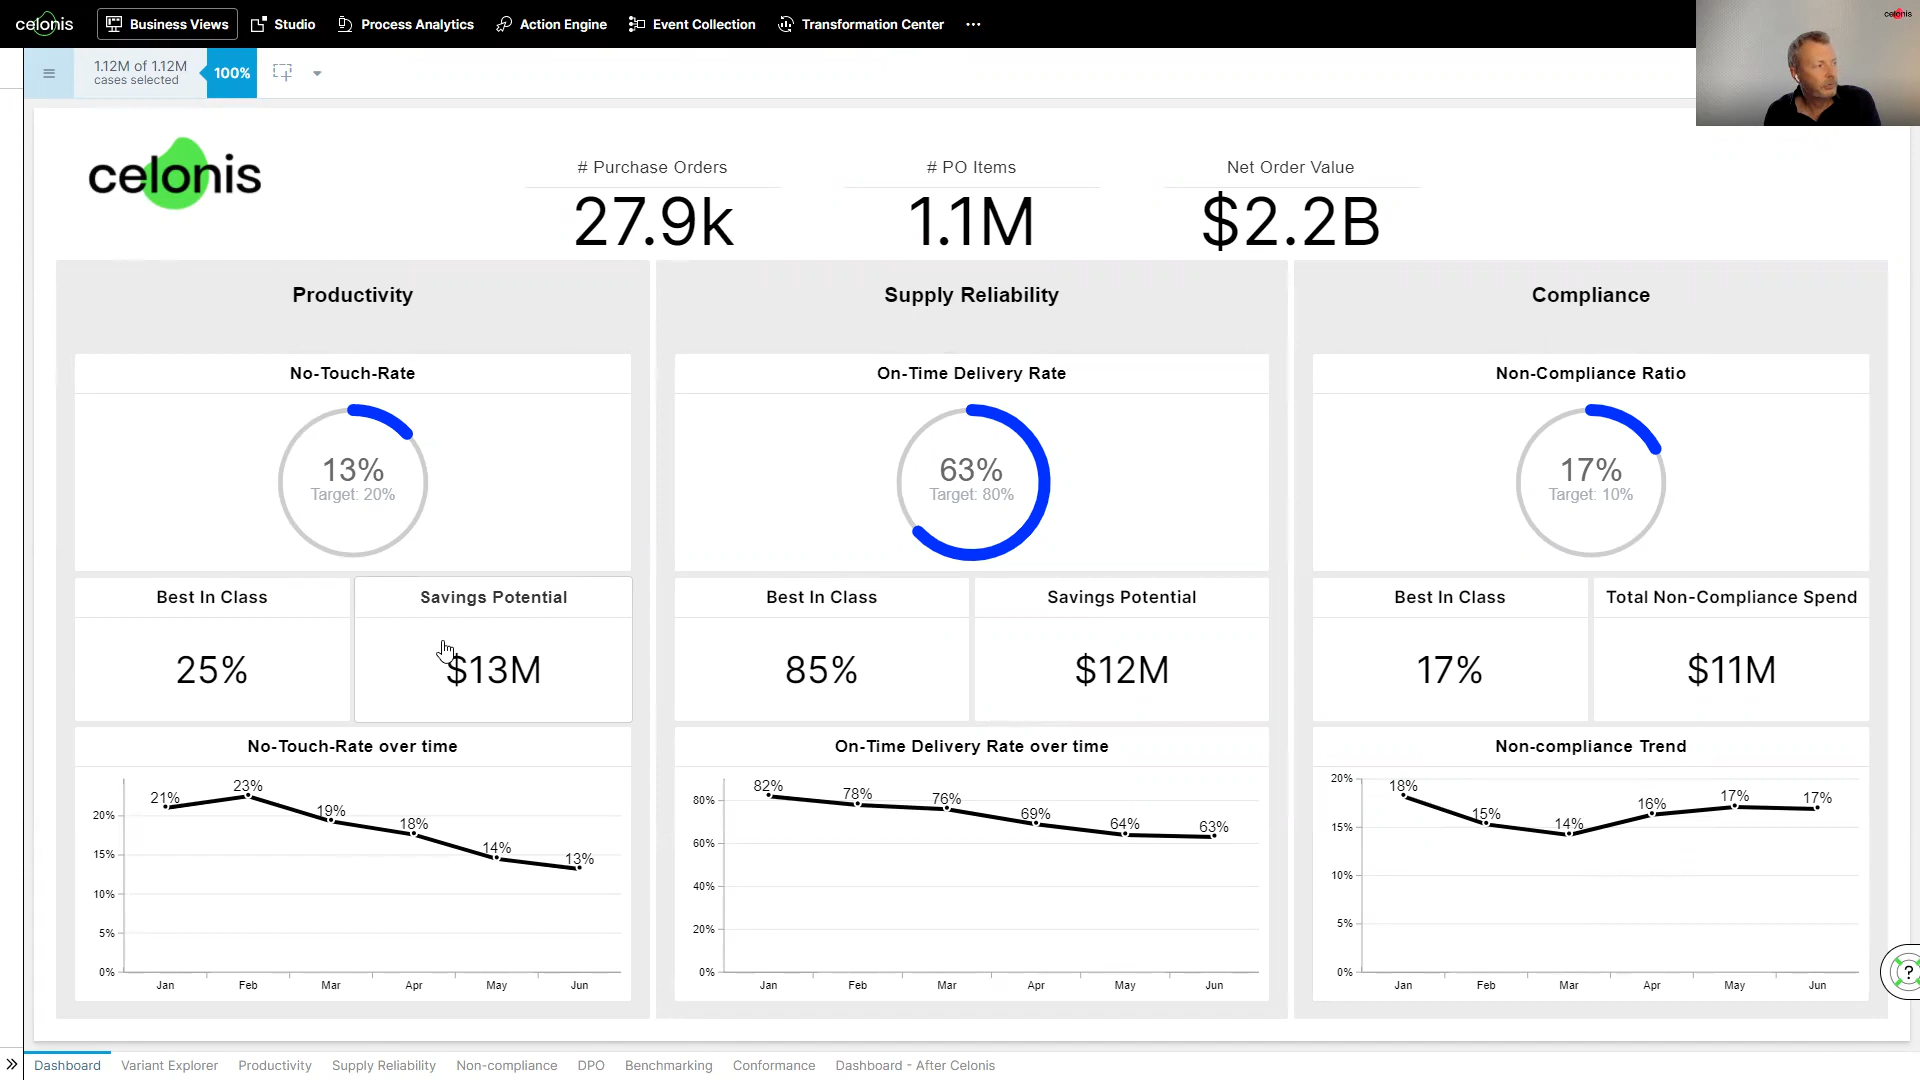 celonis
Business Views
Studio
Process Analytics
Action Engine
Event Collection
Transformation Center
celonis
1.12M of 1.12M
cases selected
100%
celonis
# Purchase Orders
27.9k
# PO Items
1.1M
Net Order Value
$2.2B
Productivity
No-Touch-Rate
13%
Target: 20%
Best In Class
25%
Savings Potential
$13M
No-Touch-Rate over time
20%
15%
10%
5%
0%
21%
23%
19%
18%
14%
13%
Jan
Feb
Mar
Apr
May
Jun
Supply Reliability
On-Time Delivery Rate
63%
Target: 80%
Best In Class
85%
Savings Potential
$12M
On-Time Delivery Rate over time
80%
60%
40%
20%
0%
82%
78%
76%
69%
64%
63%
Jan
Feb
Mar
Apr
May
Jun
Compliance
Non-Compliance Ratio
17%
Target: 10%
Best In Class
17%
Total Non-Compliance Spend
$11M
Non-compliance Trend
20%
15%
10%
5%
0%
18%
15%
14%
16%
17%
17%
Jan
Feb
Mar
Apr
May
Jun
?
Dashboard
Variant Explorer
Productivity
Supply Reliability
Non-compliance
DPO
Benchmarking
Conformance
Dashboard - After Celonis